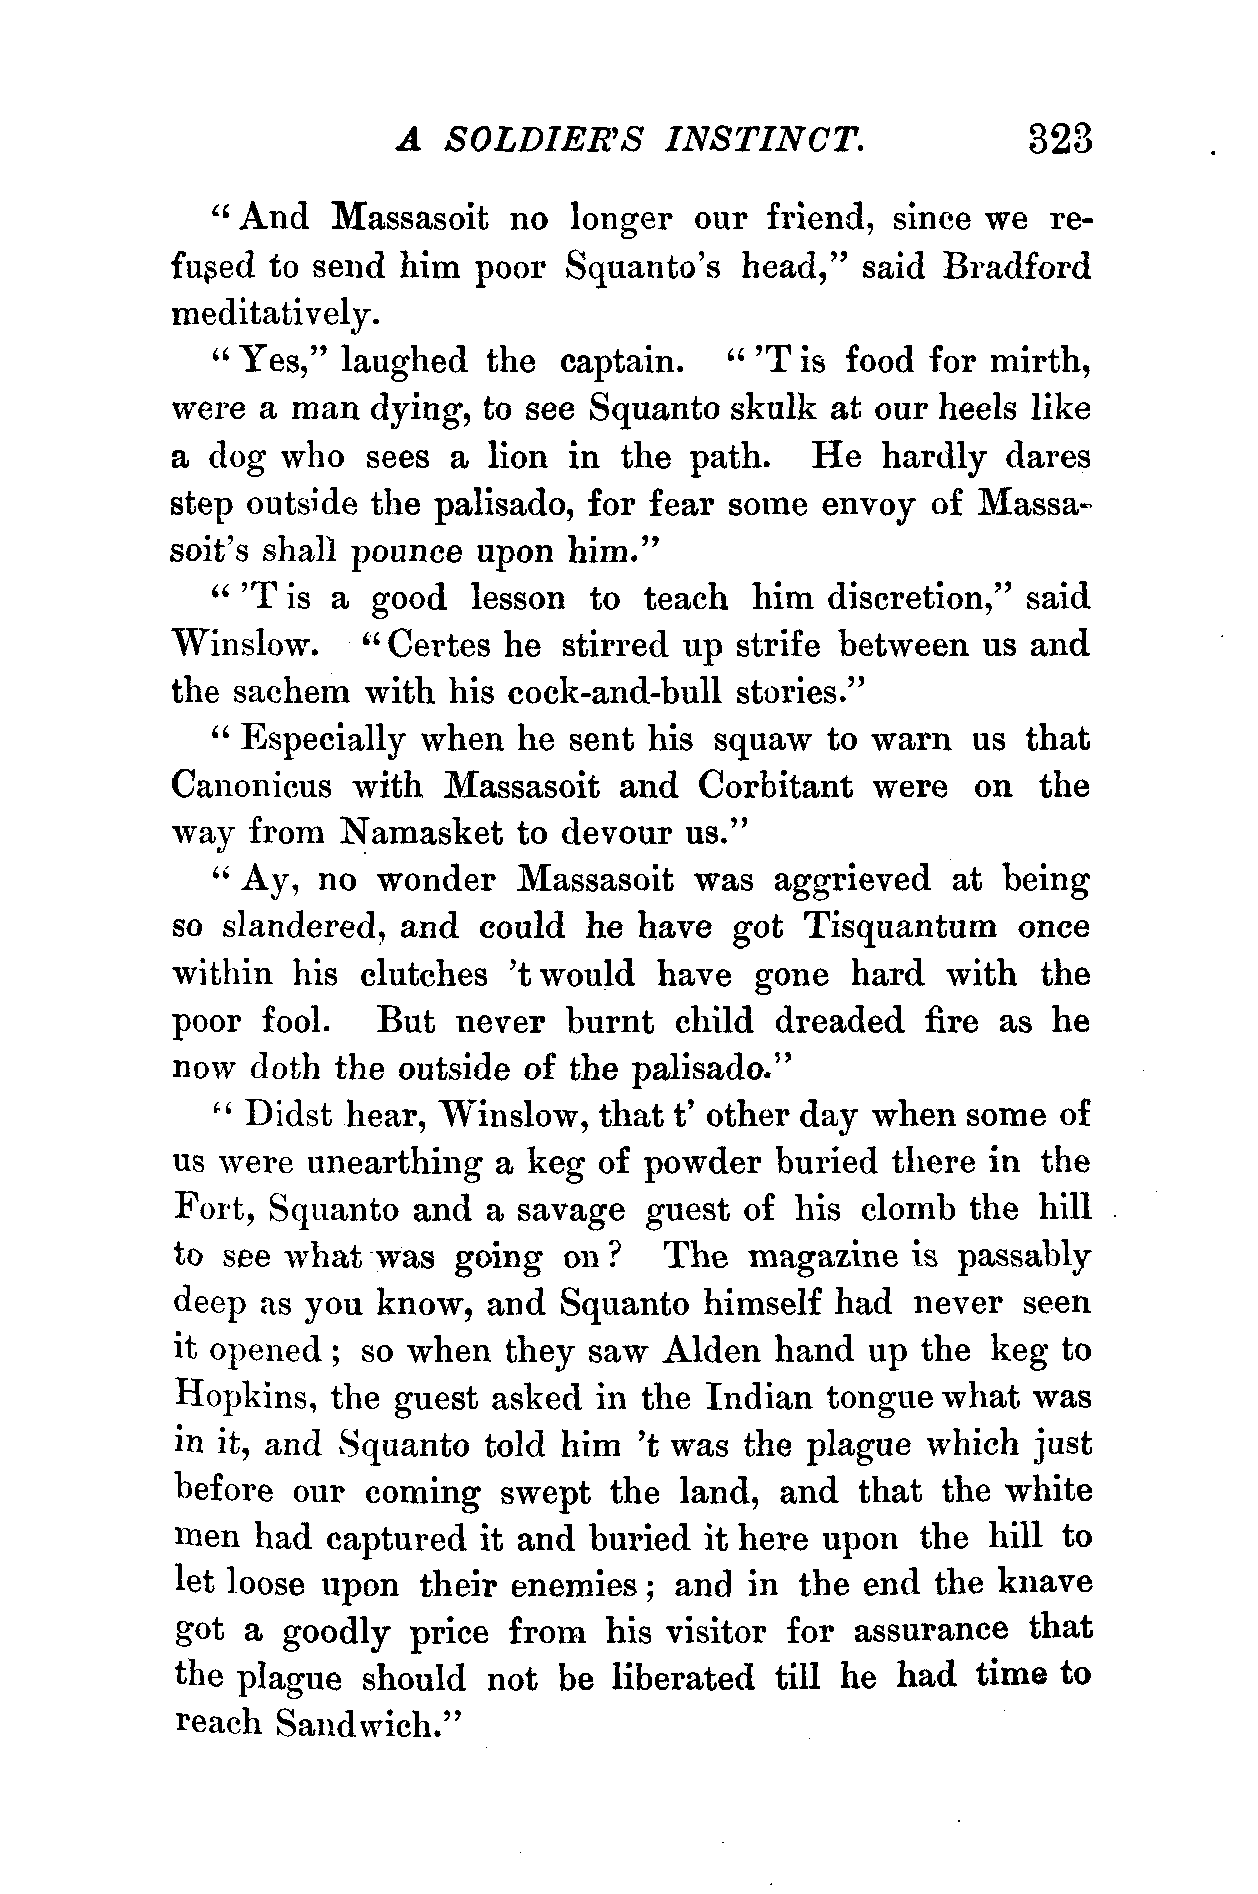 A SOLDIER'S INSTINCT. 323
"And Massasoit no longer our friend, since we re-
fused to send him poor Squanto's head," said Bradford
meditatively.
"Yes," laughed the captain. "'T is food for mirth,
were a man dying, to see Squanto skulk at our heels like
a dog who sees a lion in the path. He hardly dares
step outside the palisado, for fear some envoy of Massa-
soit's shall pounce upon him."
"'T is a good lesson to teach him discretion," said
Winslow. "Certes he stirred up strife between us and
the sachem with his cock-and-bull stories."
"Especially when he sent his squaw to warn us that
Canonicus with Massasoit and Corbitant were on the
way from Namasket to devour us."
"Ay, no wonder Massasoit was aggrieved at being
so slandered, and could he have got Tisquantum once
within his clutches 't would have gone hard with the
poor fool. But never burnt child dreaded fire as he
now doth the outside of the palisado."
"Didst hear, Winslow, that t' other day when some of
us were unearthing a keg of powder buried there in the
Fort, Squanto and a savage guest of his clomb the hill
to see what was going on? The magazine is passably
deep as you know, and Squanto himself had never seen
it opened; so when they saw Alden hand up the keg to
Hopkins, the guest asked in the Indian tongue what was
in it, and Squanto told him 't was the plague which just
before our coming swept the land, and that the white
men had captured it and buried it here upon the hill to
let loose upon their enemies; and in the end the knave
got a goodly price from his visitor for assurance that
the plague should not be liberated till he had time to
reach Sandwich."